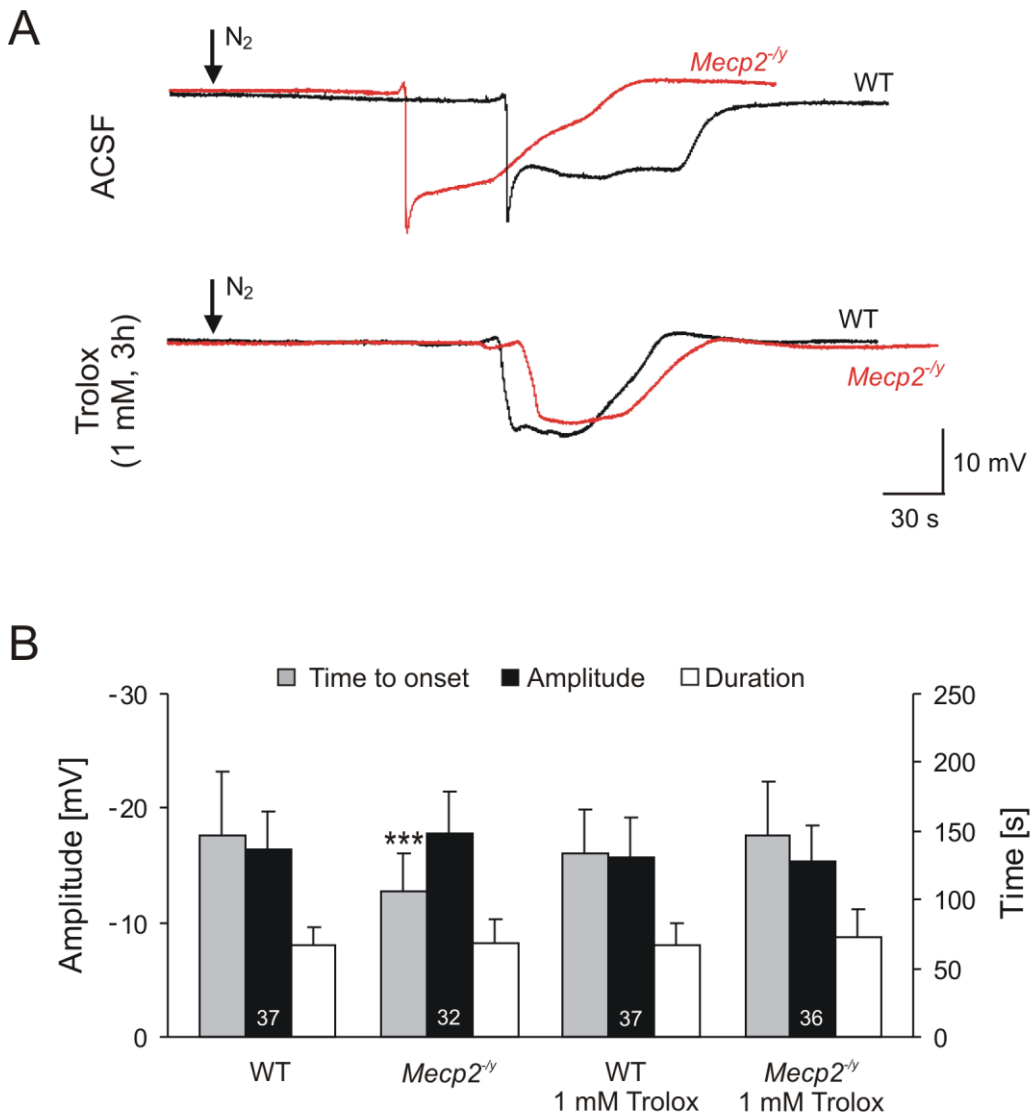 A
N₂
Mecp2⁻/ʸ
WT
ACSF
N₂
WT
Mecp2⁻/ʸ
Trolox
(1 mM, 3h)
10 mV
30 s
B
Time to onset Amplitude Duration
-30 250
200
-20
150
***
100
-10
50
0 0
Amplitude [mV]
Time [s]
37 32 37 36
WT Mecp2⁻/ʸ WT Mecp2⁻/ʸ
1 mM Trolox 1 mM Trolox